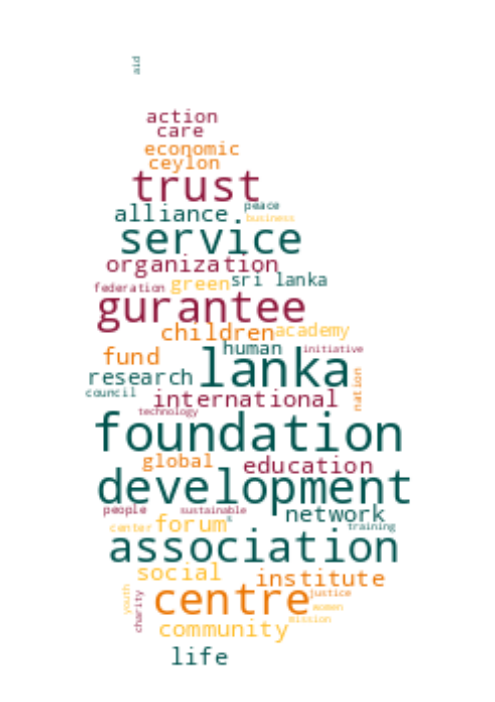 aid
action
care
economic
ceylon
trust
alliance peace
business
service
organization
federation green sri lanka
gurantee
children academy
fund human initiative
lanka
research nation
council international
technology
foundation
global education
development
people sustainable network
center forum training
association
social institute
youth charity centre justice
women
mission
community
life